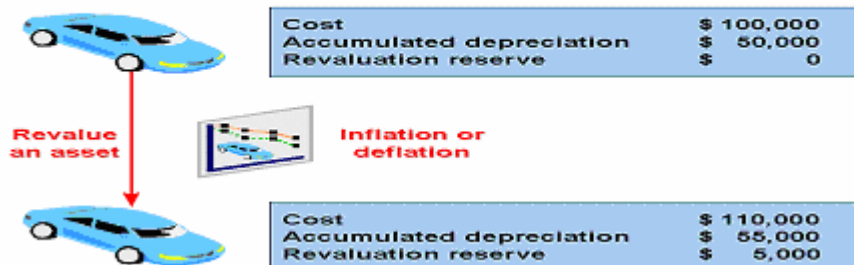 Cost $ 100,000
Accumulated depreciation $ 50,000
Revaluation reserve $ 0
Revalue
an asset
Inflation or
deflation
Cost $ 110,000
Accumulated depreciation $ 55,000
Revaluation reserve $ 5,000